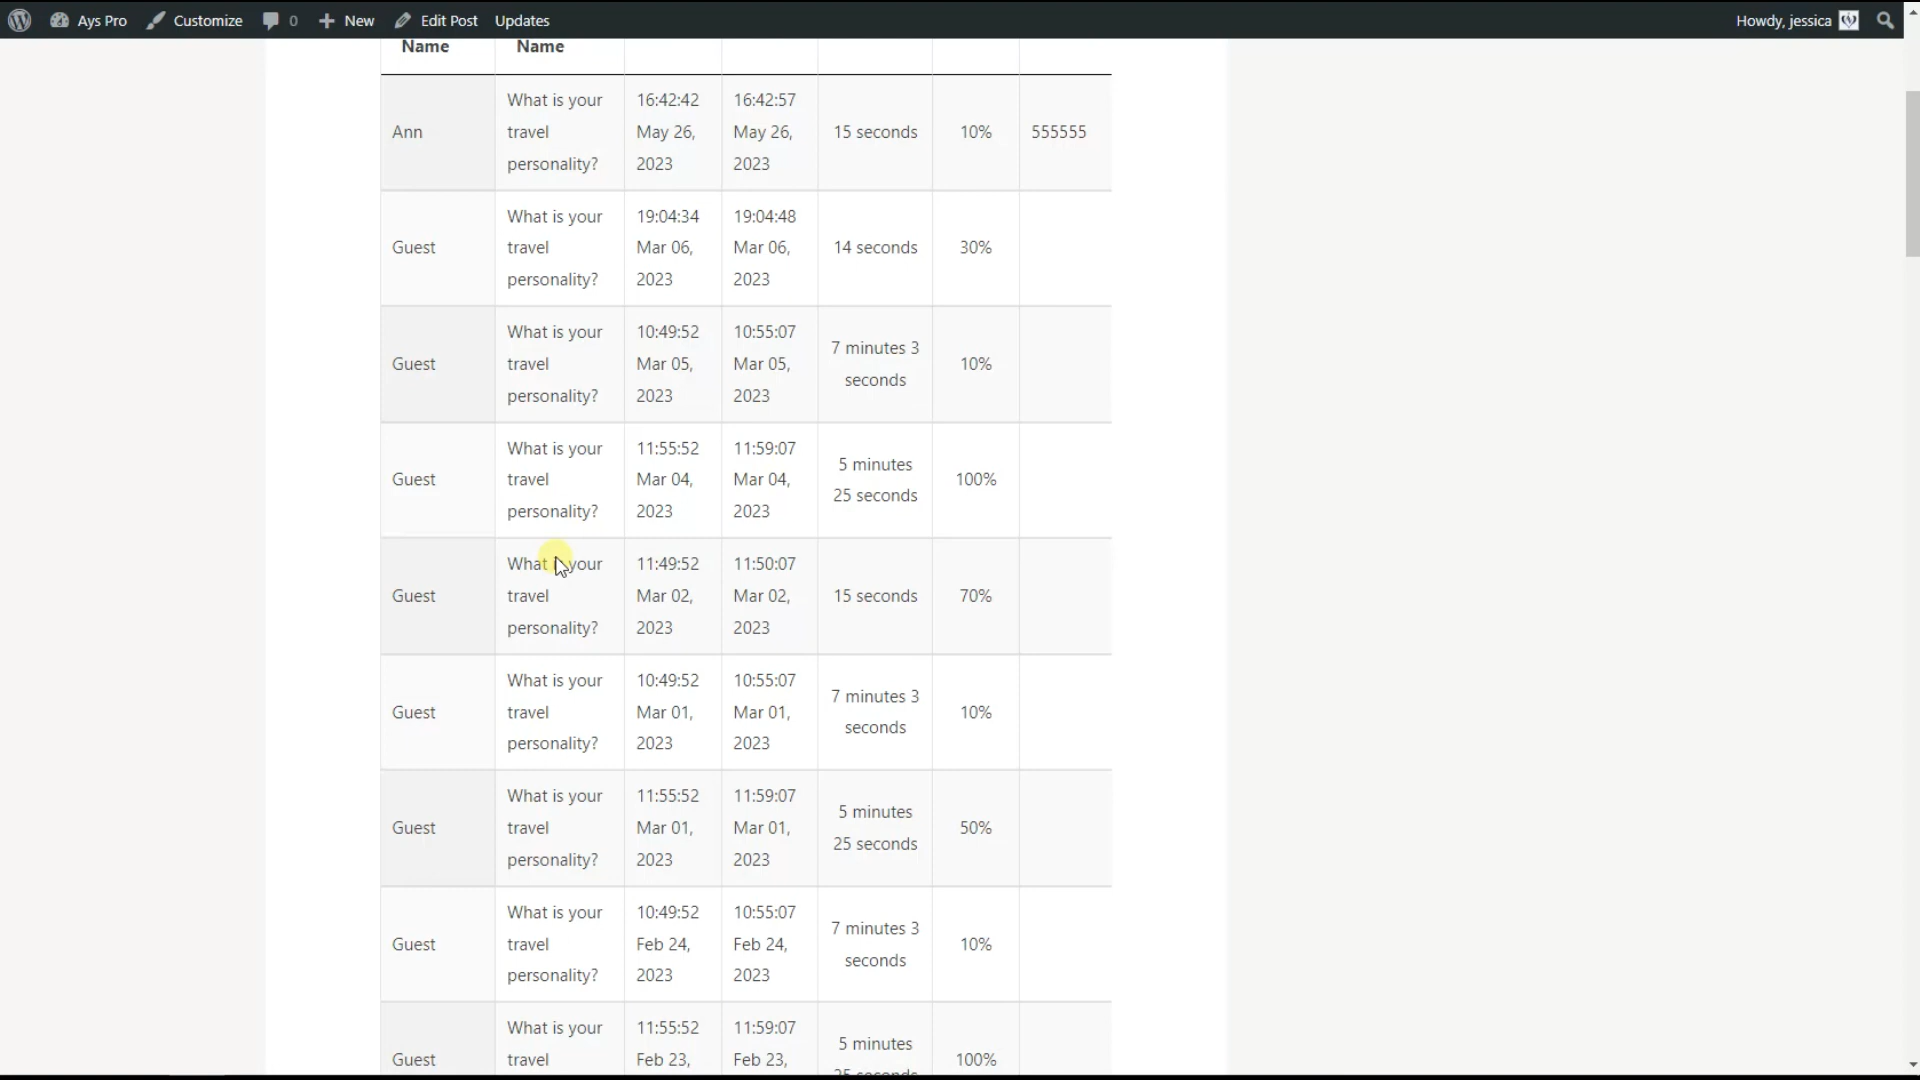 Ays Pro Customize 0 New Edit Post Updates Howdy, jessica
Name Name
What is your 16:42:42 16:42:57
Ann travel May 26, May 26, 15 seconds 10% 555555
personality? 2023 2023
What is your 19:04:34 19:04:48
Guest travel Mar 06, Mar 06, 14 seconds 30%
personality? 2023 2023
What is your 10:49:52 10:55:07
7 minutes 3
Guest travel Mar 05, Mar 05, 10%
seconds
personality? 2023 2023
What is your 11:55:52 11:59:07
5 minutes
Guest travel Mar 04, Mar 04, 100%
25 seconds
personality? 2023 2023
What is your 11:49:52 11:50:07
Guest travel Mar 02, Mar 02, 15 seconds 70%
personality? 2023 2023
What is your 10:49:52 10:55:07
7 minutes 3
Guest travel Mar 01, Mar 01, 10%
seconds
personality? 2023 2023
What is your 11:55:52 11:59:07
5 minutes
Guest travel Mar 01, Mar 01, 50%
25 seconds
personality? 2023 2023
What is your 10:49:52 10:55:07
7 minutes 3
Guest travel Feb 24, Feb 24, 10%
seconds
personality? 2023 2023
What is your 11:55:52 11:59:07
5 minutes
Guest travel Feb 23, Feb 23, 100%